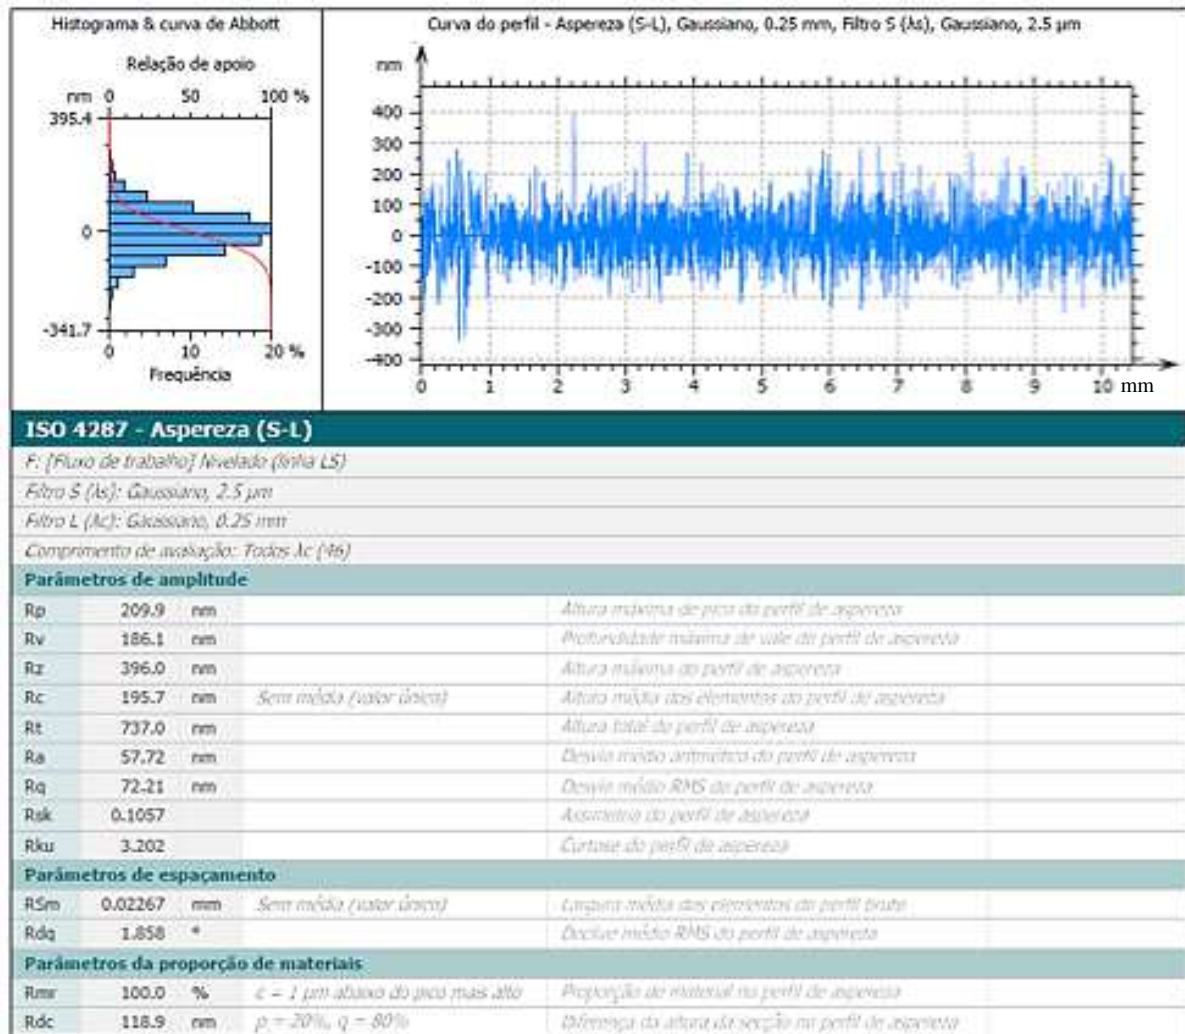 Histograma & curva de Abbott
Relação de apoio
nm 0 50 100 %
395.4
0
-341.7
0 10 20 %
Frequência
Curva do perfil - Aspereza (S-L), Gaussiano, 0.25 mm, Filtro S (λs), Gaussiano, 2.5 µm
nm
400
300
200
100
0
-100
-200
-300
-400
0 1 2 3 4 5 6 7 8 9 10 mm
ISO 4287 - Aspereza (S-L)
F: [Fluxo de trabalho] Nivelado (linha LS)
Filtro S (λs): Gaussiano, 2.5 µm
Filtro L (λc): Gaussiano, 0.25 mm
Comprimento de avaliação: Todos λc (46)
Parâmetros de amplitude
Rp 209.9 nm Altura máxima de pico do perfil de aspereza
Rv 186.1 nm Profundidade máxima de vale do perfil de aspereza
Rz 396.0 nm Altura máxima do perfil de aspereza
Rc 195.7 nm Sem média (valor único) Altura média dos elementos do perfil de aspereza
Rt 737.0 nm Altura total do perfil de aspereza
Ra 57.72 nm Desvio médio aritmético do perfil de aspereza
Rq 72.21 nm Desvio médio RMS do perfil de aspereza
Rsk 0.1057 Assimetria do perfil de aspereza
Rku 3.202 Curtose do perfil de aspereza
Parâmetros de espaçamento
RSm 0.02267 mm Sem média (valor único) Largura média dos elementos do perfil bruto
Rdq 1.858 ° Declive médio RMS do perfil de aspereza
Parâmetros da proporção de materiais
Rmr 100.0 % c = 1 µm abaixo do pico mais alto Proporção de material no perfil de aspereza
Rdc 118.9 nm p = 20%, q = 80% Diferença da altura da secção no perfil de aspereza